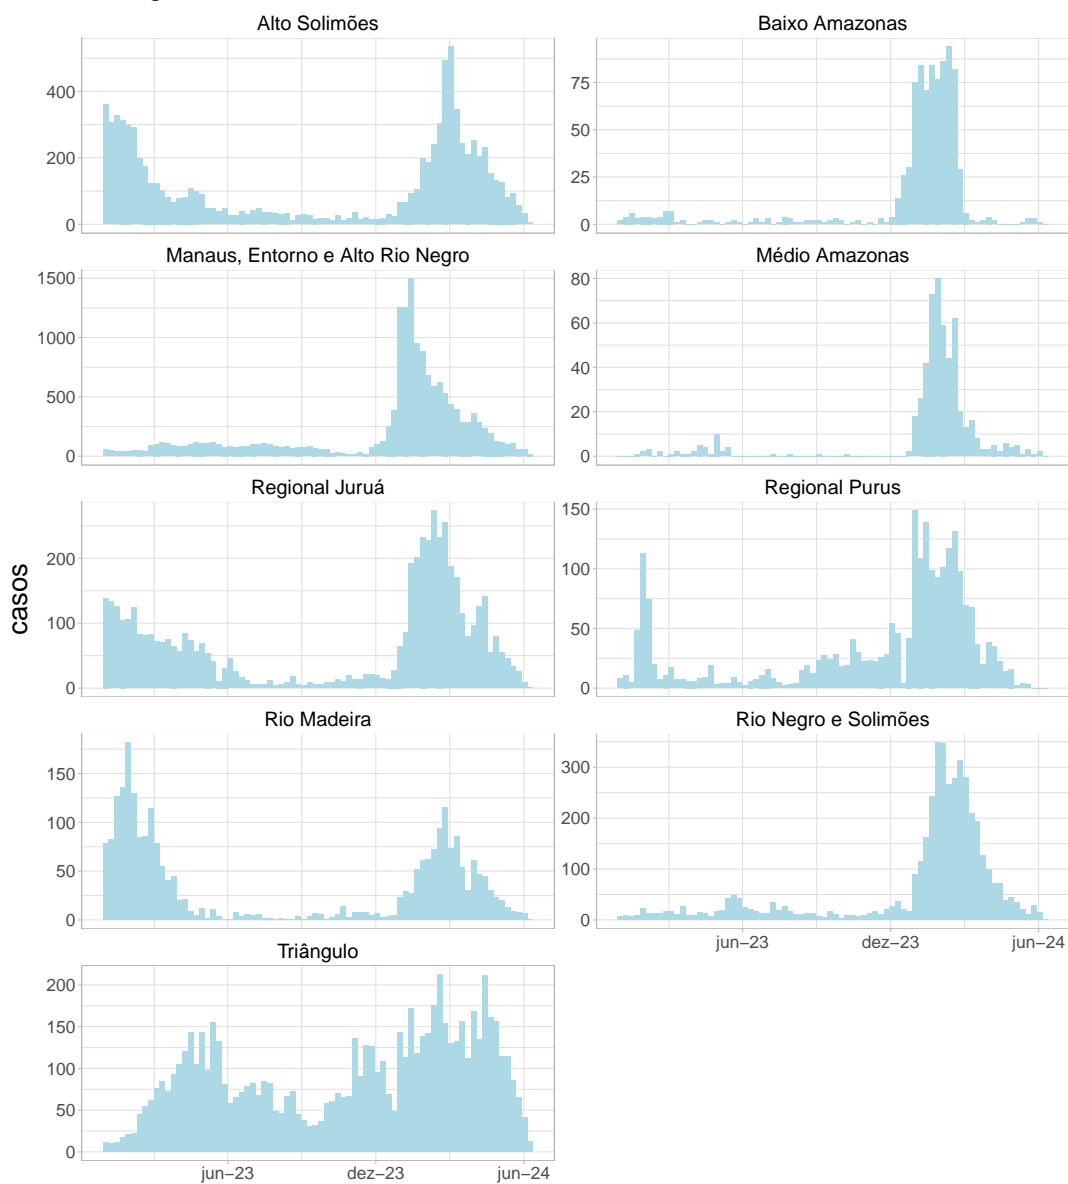 Alto Solimões
Baixo Amazonas
400
200
0
75
50
25
0
Manaus, Entorno e Alto Rio Negro
Médio Amazonas
1500
1000
500
0
80
60
40
20
0
Regional Juruá
Regional Purus
200
100
0
150
100
50
0
casos
Rio Madeira
Rio Negro e Solimões
150
100
50
0
300
200
100
0
jun–23
dez–23
jun–24
Triângulo
200
150
100
50
0
jun–23
dez–23
jun–24